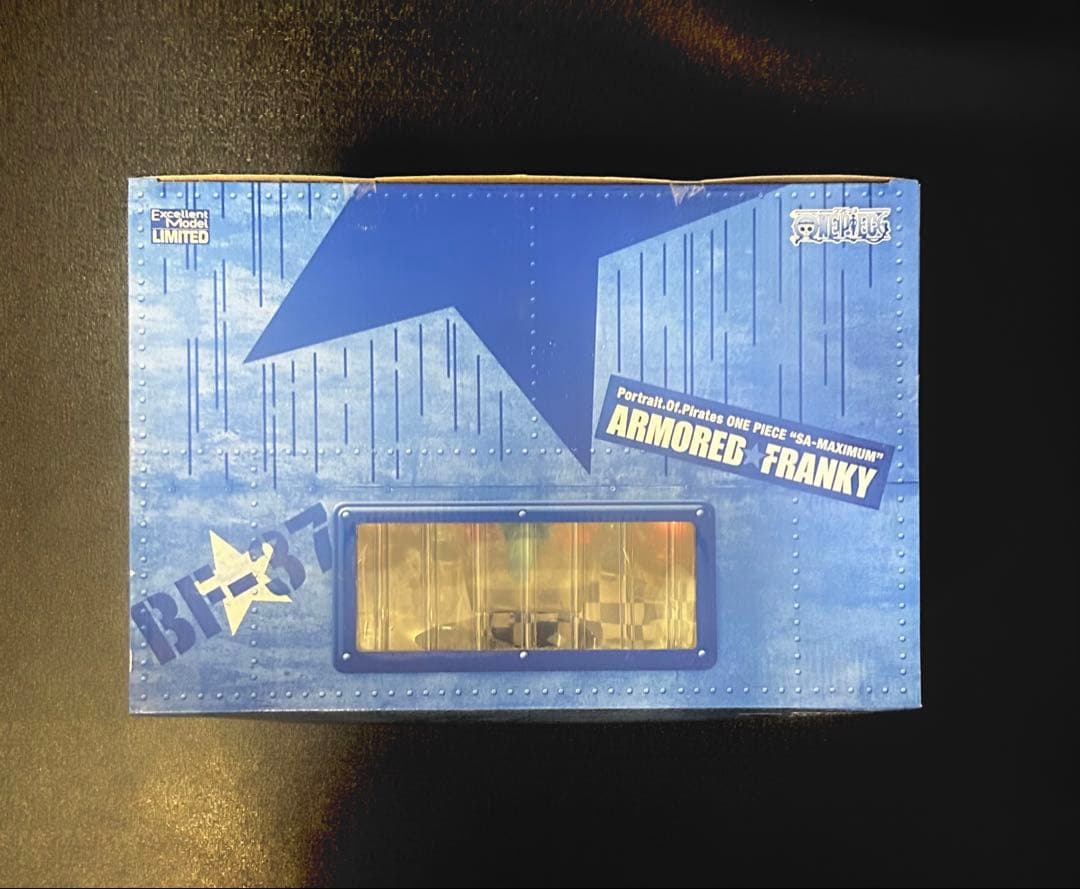 Excellent
Model
LIMITED
ONE PIECE
Portrait.Of.Pirates ONE PIECE "SA-MAXIMUM"
ARMORED★FRANKY
BF-37